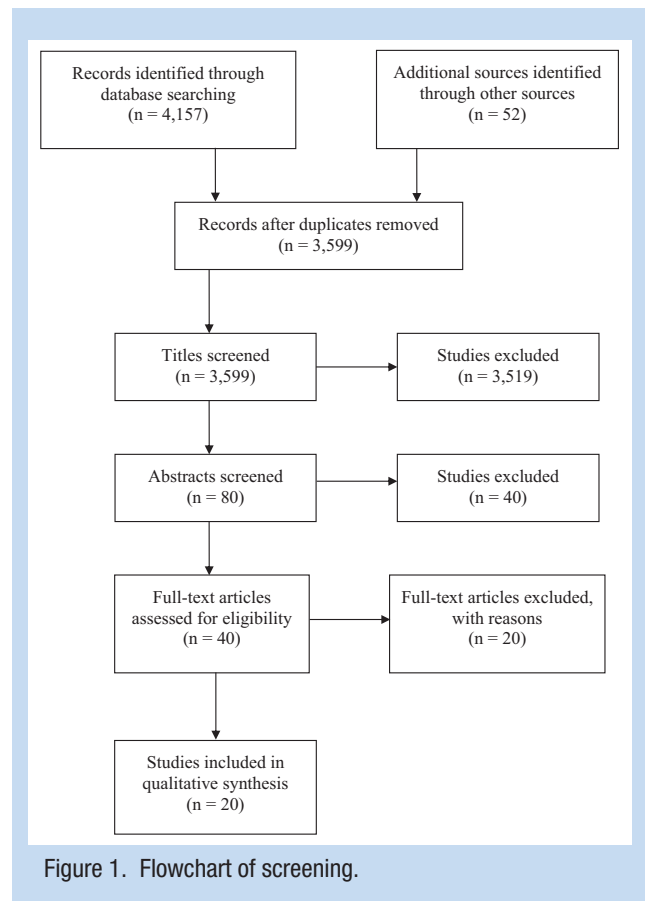 Records identified through
database searching
(n = 4,157)
Additional sources identified
through other sources
(n = 52)
Records after duplicates removed
(n = 3,599)
Titles screened
(n = 3,599)
Studies excluded
(n = 3,519)
Abstracts screened
(n = 80)
Studies excluded
(n = 40)
Full-text articles
assessed for eligibility
(n = 40)
Full-text articles excluded,
with reasons
(n = 20)
Studies included in
qualitative synthesis
(n = 20)
Figure 1. Flowchart of screening.